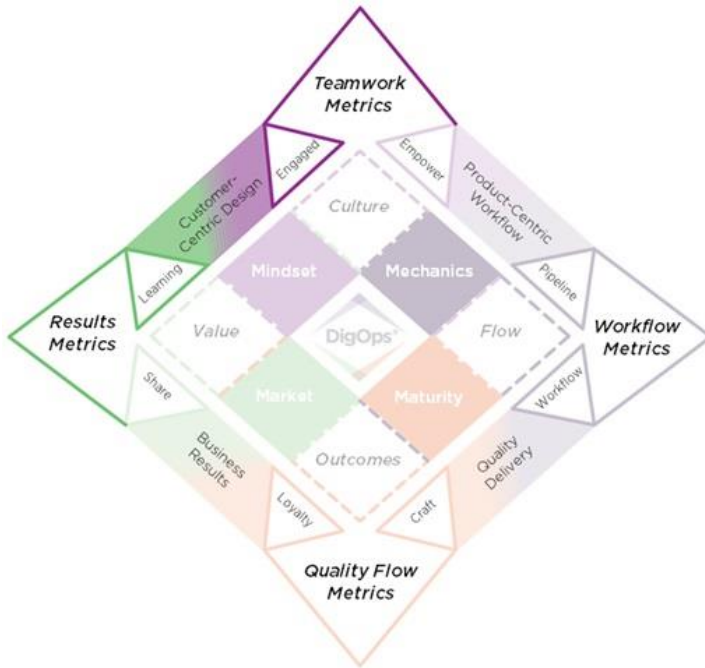 Teamwork
Metrics
Engaged
Empower
Customer-
Centric Design
Product-Centric
Workflow
Culture
Learning
Mindset
Mechanics
Pipeline
Results
Metrics
Value
DigOps®
Flow
Workflow
Metrics
Share
Market
Maturity
Workflow
Business
Results
Outcomes
Quality
Delivery
Loyalty
Craft
Quality Flow
Metrics